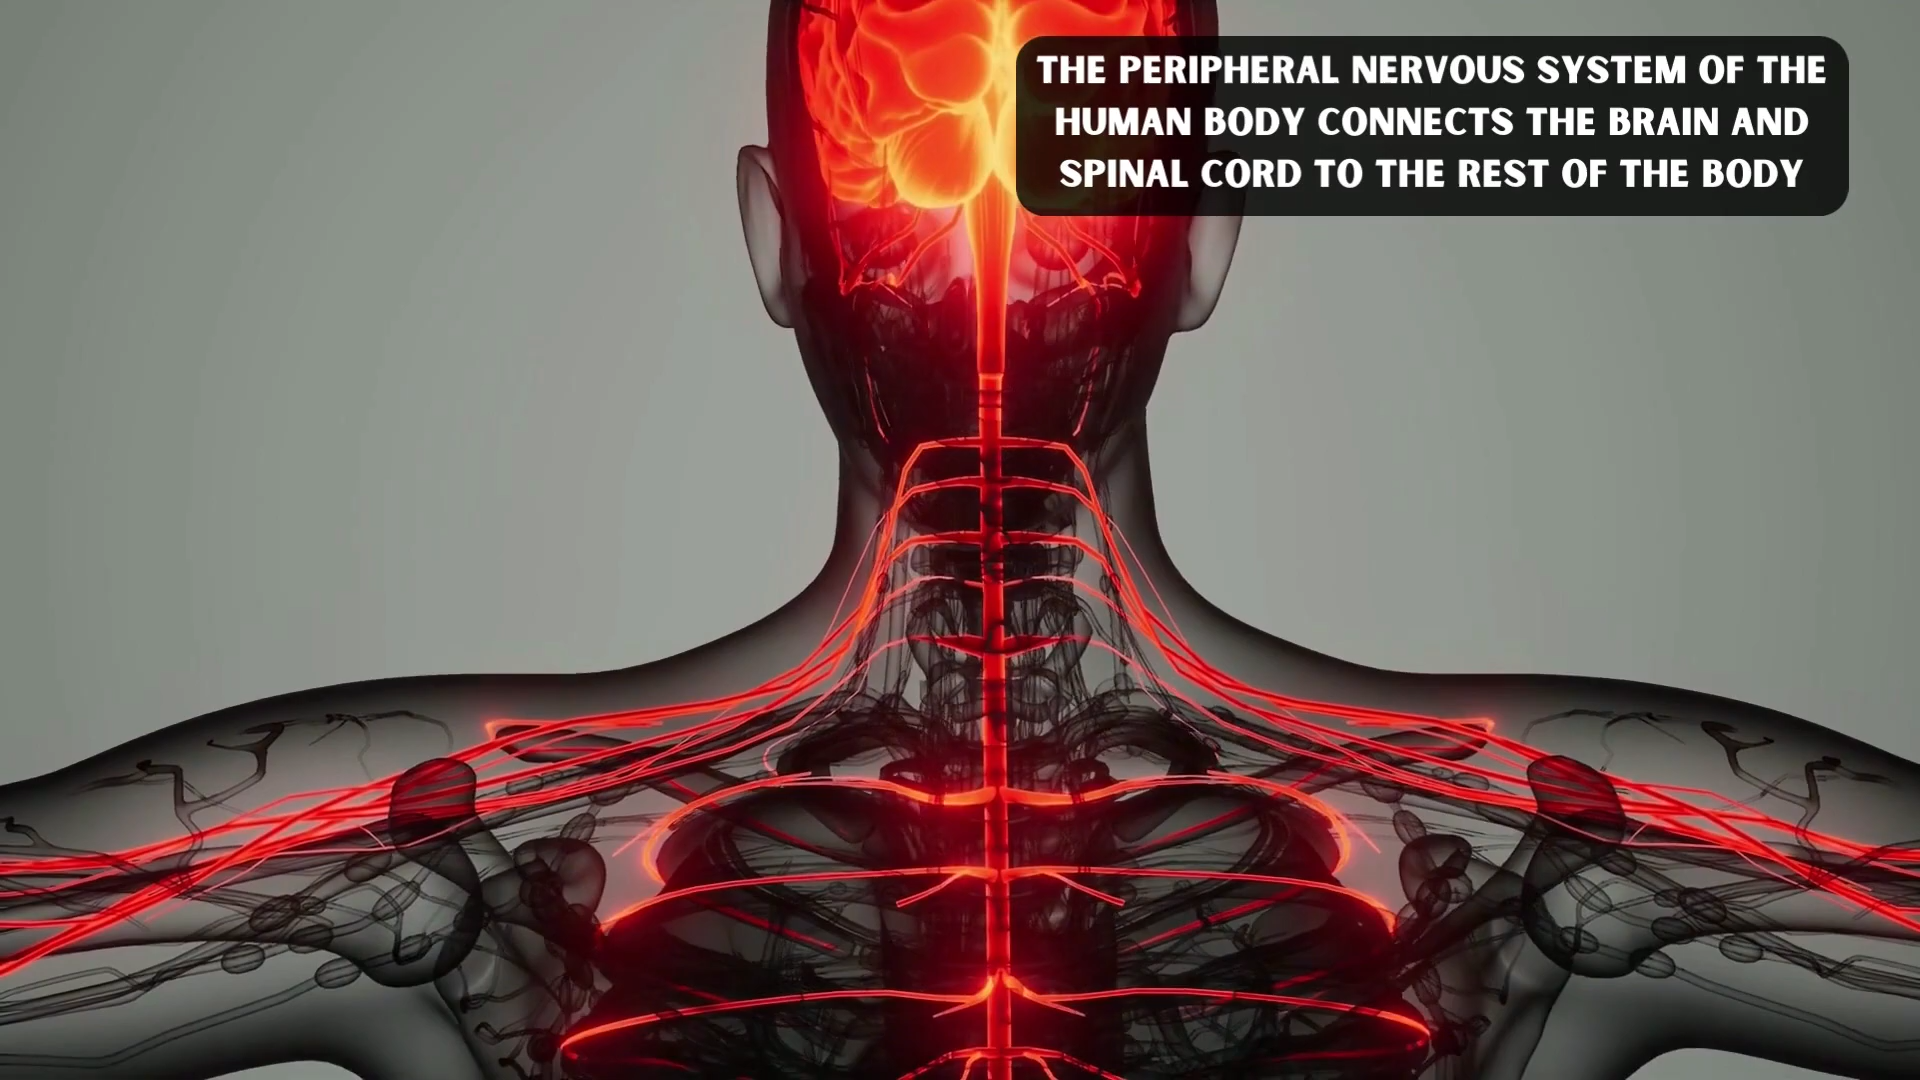 THE PERIPHERAL NERVOUS SYSTEM OF THE
HUMAN BODY CONNECTS THE BRAIN AND
SPINAL CORD TO THE REST OF THE BODY